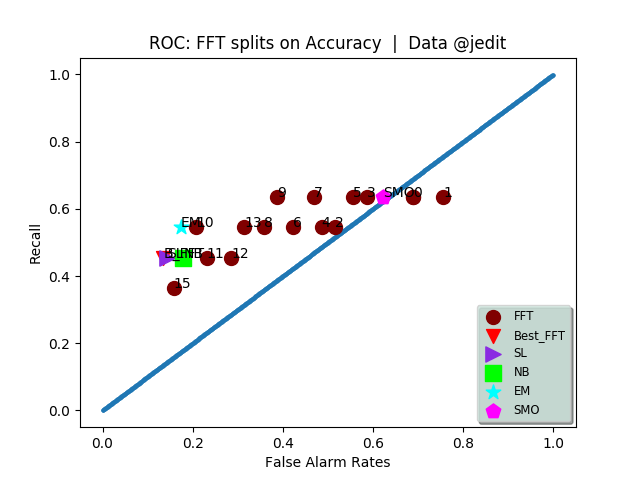 ROC: FFT splits on Accuracy | Data @jedit
Recall
1.0
0.8
0.6
0.4
0.2
0.0
9
7
5
3
SMO
0
1
EM
10
13
8
6
4
2
B_FFT
SL
NB
11
12
15
FFT
Best_FFT
SL
NB
EM
SMO
0.0
0.2
0.4
0.6
0.8
1.0
False Alarm Rates